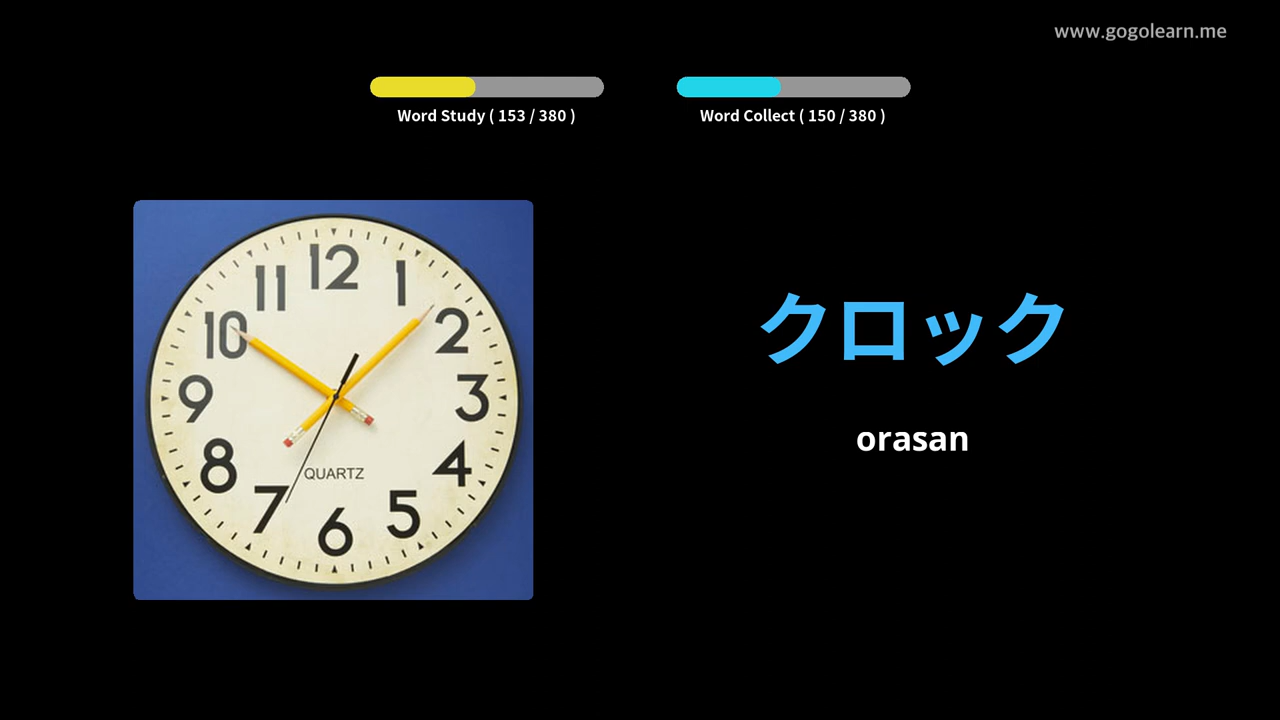 www.gogolearn.me
Word Study ( 153 / 380 )
Word Collect ( 150 / 380 )
12
11
1
10
2
9
3
8
4
QUARTZ
7
5
6
クロック
orasan